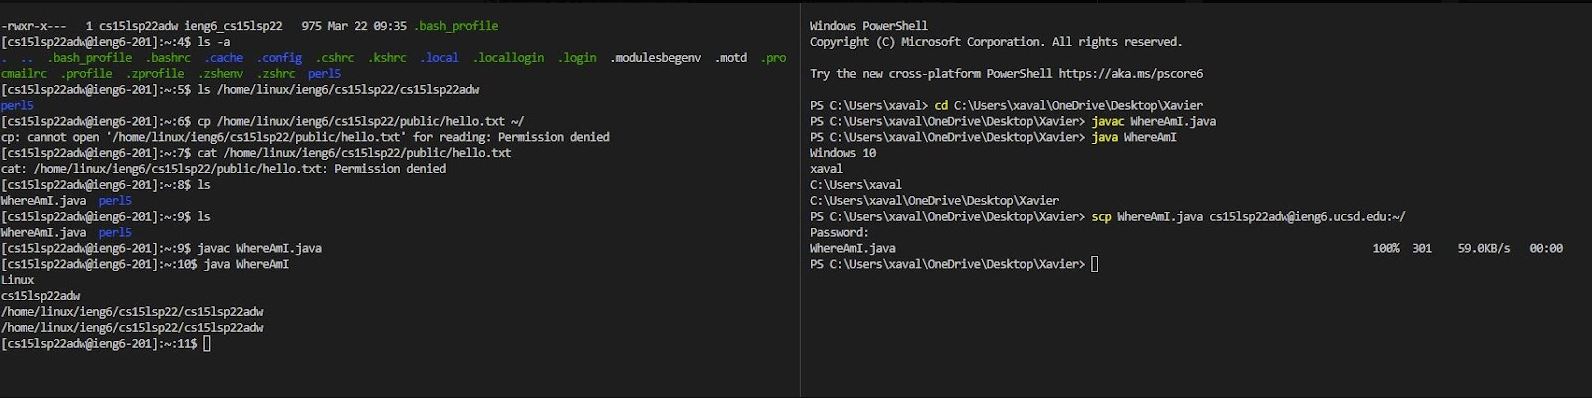 -rwxr-x---   1 cs15lsp22adw ieng6_cs15lsp22   975 Mar 22 09:35 .bash_profile
[cs15lsp22adw@ieng6-201]:~:4$ ls -a
.  ..  .bash_profile  .bashrc  .cache  .config  .cshrc  .kshrc  .local  .locallogin  .login  .modulesbegenv  .motd  .pro
cmailrc  .profile  .zprofile  .zshenv  .zshrc  perl5
[cs15lsp22adw@ieng6-201]:~:5$ ls /home/linux/ieng6/cs15lsp22/cs15lsp22adw
perl5
[cs15lsp22adw@ieng6-201]:~:6$ cp /home/linux/ieng6/cs15lsp22/public/hello.txt ~/
cp: cannot open '/home/linux/ieng6/cs15lsp22/public/hello.txt' for reading: Permission denied
[cs15lsp22adw@ieng6-201]:~:7$ cat /home/linux/ieng6/cs15lsp22/public/hello.txt
cat: /home/linux/ieng6/cs15lsp22/public/hello.txt: Permission denied
[cs15lsp22adw@ieng6-201]:~:8$ ls
WhereAmI.java  perl5
[cs15lsp22adw@ieng6-201]:~:9$ ls
WhereAmI.java  perl5
[cs15lsp22adw@ieng6-201]:~:9$ javac WhereAmI.java
[cs15lsp22adw@ieng6-201]:~:10$ java WhereAmI
Linux
cs15lsp22adw
/home/linux/ieng6/cs15lsp22/cs15lsp22adw
/home/linux/ieng6/cs15lsp22/cs15lsp22adw
[cs15lsp22adw@ieng6-201]:~:11$
Windows PowerShell
Copyright (C) Microsoft Corporation. All rights reserved.
Try the new cross-platform PowerShell https://aka.ms/pscore6
PS C:\Users\xaval> cd C:\Users\xaval\OneDrive\Desktop\Xavier
PS C:\Users\xaval\OneDrive\Desktop\Xavier> javac WhereAmI.java
PS C:\Users\xaval\OneDrive\Desktop\Xavier> java WhereAmI
Windows 10
xaval
C:\Users\xaval
C:\Users\xaval\OneDrive\Desktop\Xavier
PS C:\Users\xaval\OneDrive\Desktop\Xavier> scp WhereAmI.java cs15lsp22adw@ieng6.ucsd.edu:~/
Password:
WhereAmI.java   100%  301   59.0KB/s   00:00
PS C:\Users\xaval\OneDrive\Desktop\Xavier>